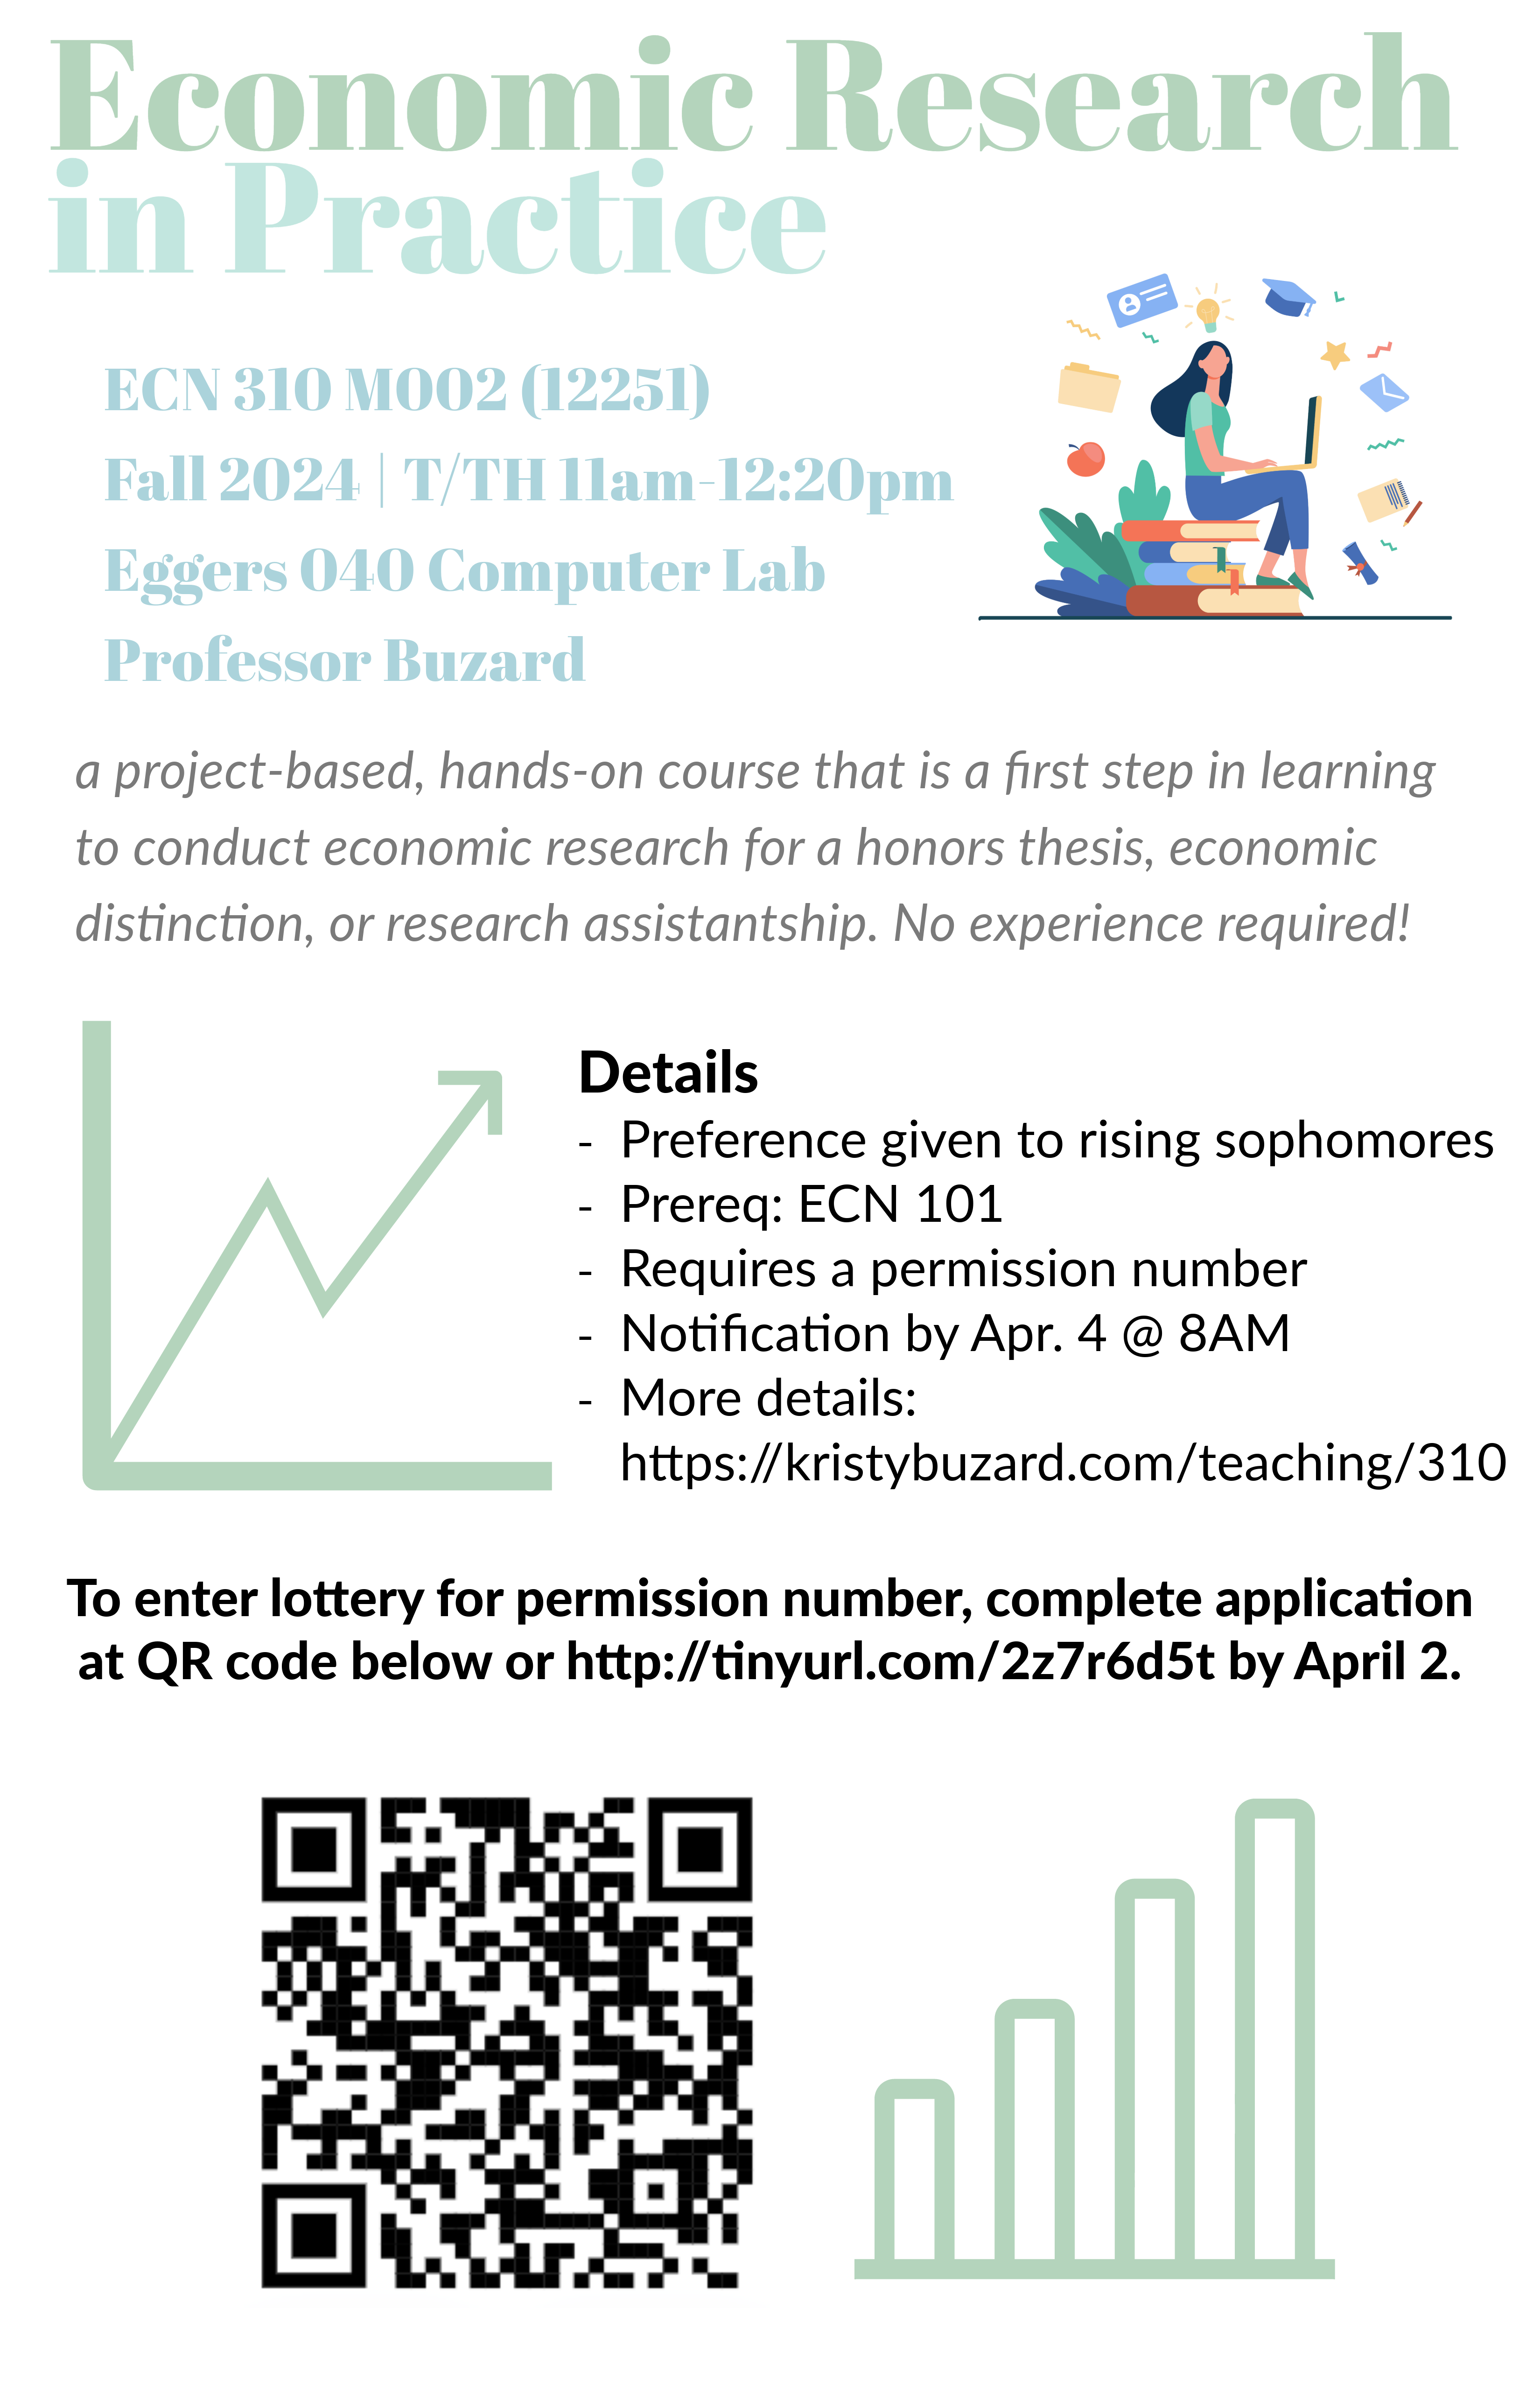 Economic Research
in Practice
ECN 310 M002 (12251)
Fall 2024 | T/TH 11am-12:20pm
Eggers 040 Computer Lab
Professor Buzard
a project-based, hands-on course that is a first step in learning
to conduct economic research for a honors thesis, economic
distinction, or research assistantship. No experience required!
Details
- Preference given to rising sophomores
- Prereq: ECN 101
- Requires a permission number
- Notification by Apr. 4 @ 8AM
- More details:
https://kristybuzard.com/teaching/310
To enter lottery for permission number, complete application
at QR code below or http://tinyurl.com/2z7r6d5t by April 2.